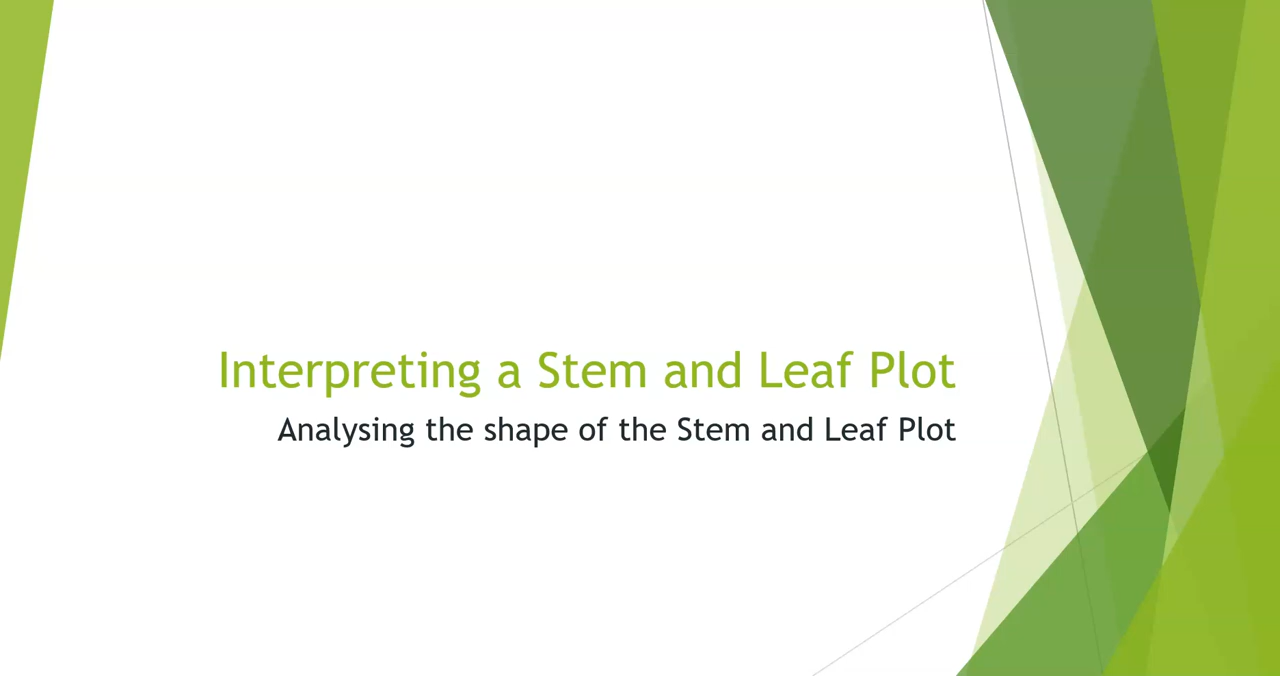 Interpreting a Stem and Leaf Plot
Analysing the shape of the Stem and Leaf Plot